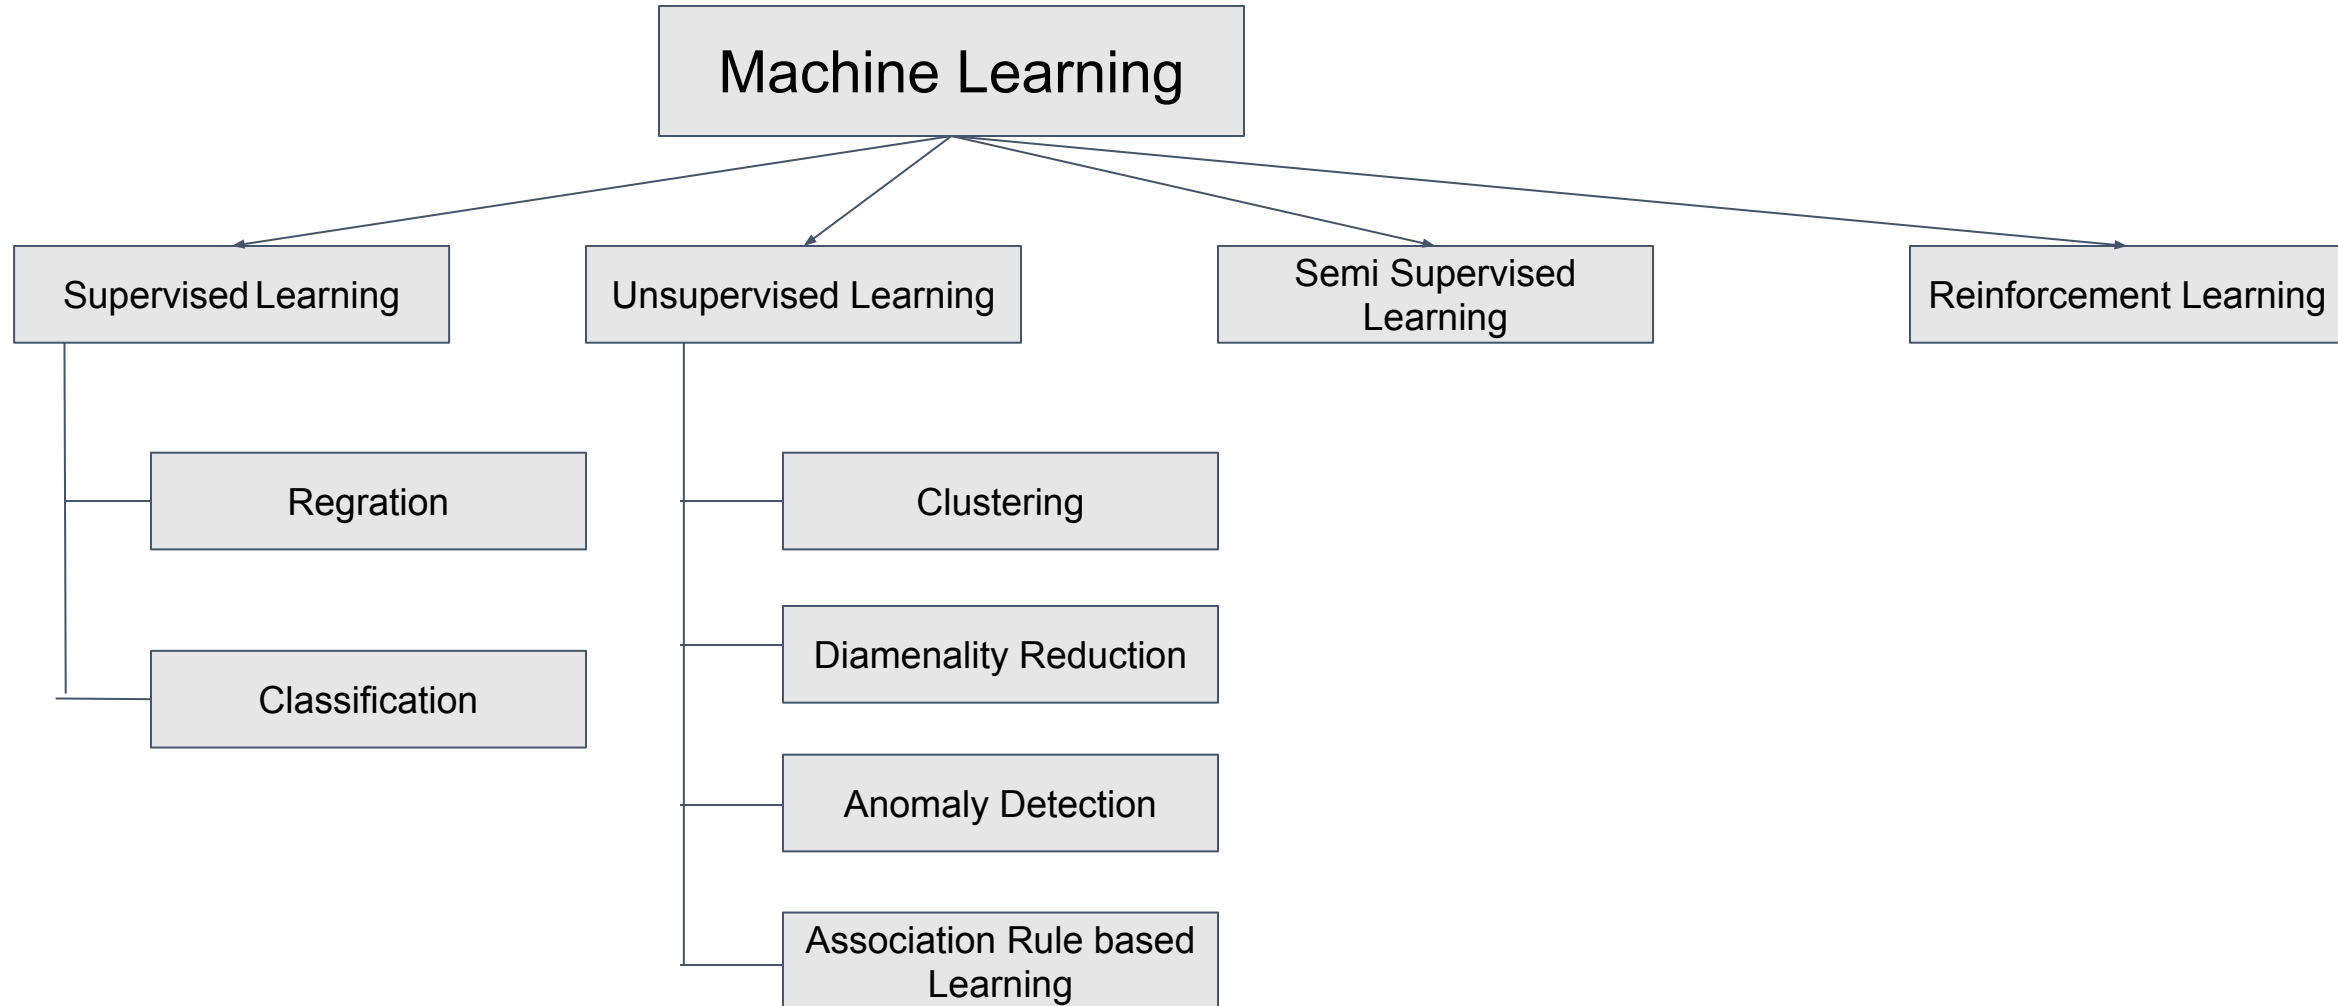 Machine Learning
Supervised Learning
Unsupervised Learning
Semi Supervised
Learning
Reinforcement Learning
Regration
Clustering
Diamenality Reduction
Classification
Anomaly Detection
Association Rule based
Learning